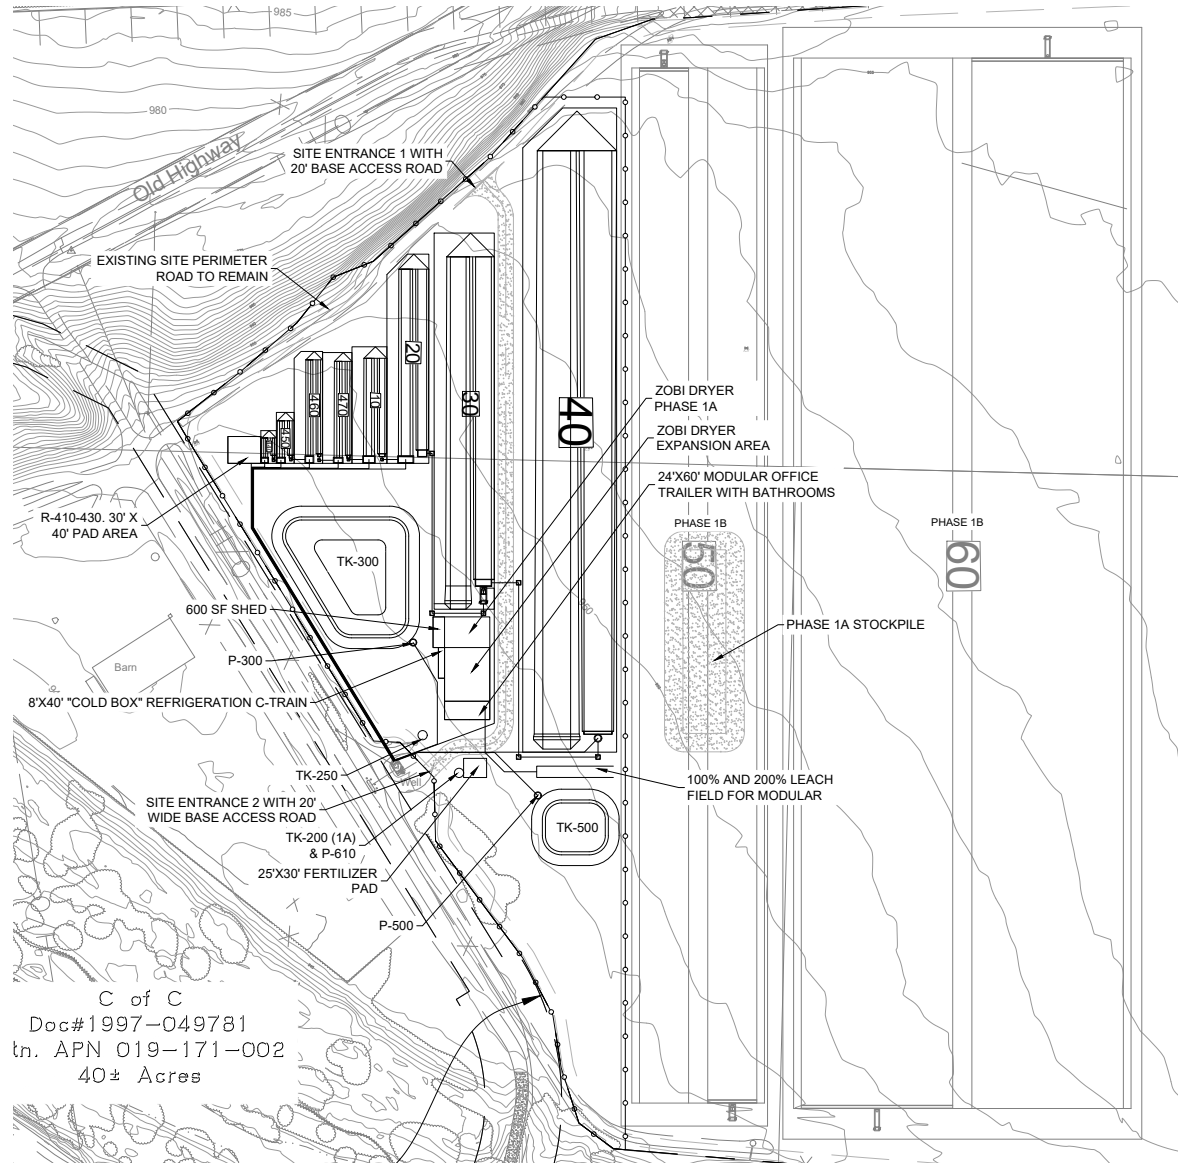 985
980
Old Highway
SITE ENTRANCE 1 WITH
20' BASE ACCESS ROAD
EXISTING SITE PERIMETER
ROAD TO REMAIN
20
30
40
460
470
10
450
ZOBI DRYER
PHASE 1A
ZOBI DRYER
EXPANSION AREA
24'X60' MODULAR OFFICE
TRAILER WITH BATHROOMS
R-410-430. 30' X
40' PAD AREA
PHASE 1B
50
PHASE 1B
60
TK-300
980
600 SF SHED
PHASE 1A STOCKPILE
P-300
Barn
8'X40' "COLD BOX" REFRIGERATION C-TRAIN
TK-250
Well
100% AND 200% LEACH
FIELD FOR MODULAR
SITE ENTRANCE 2 WITH 20'
WIDE BASE ACCESS ROAD
TK-500
TK-200 (1A)
& P-610
25'X30' FERTILIZER
PAD
P-500
C of C
Doc#1997-049781
tn. APN 019-171-002
40± Acres